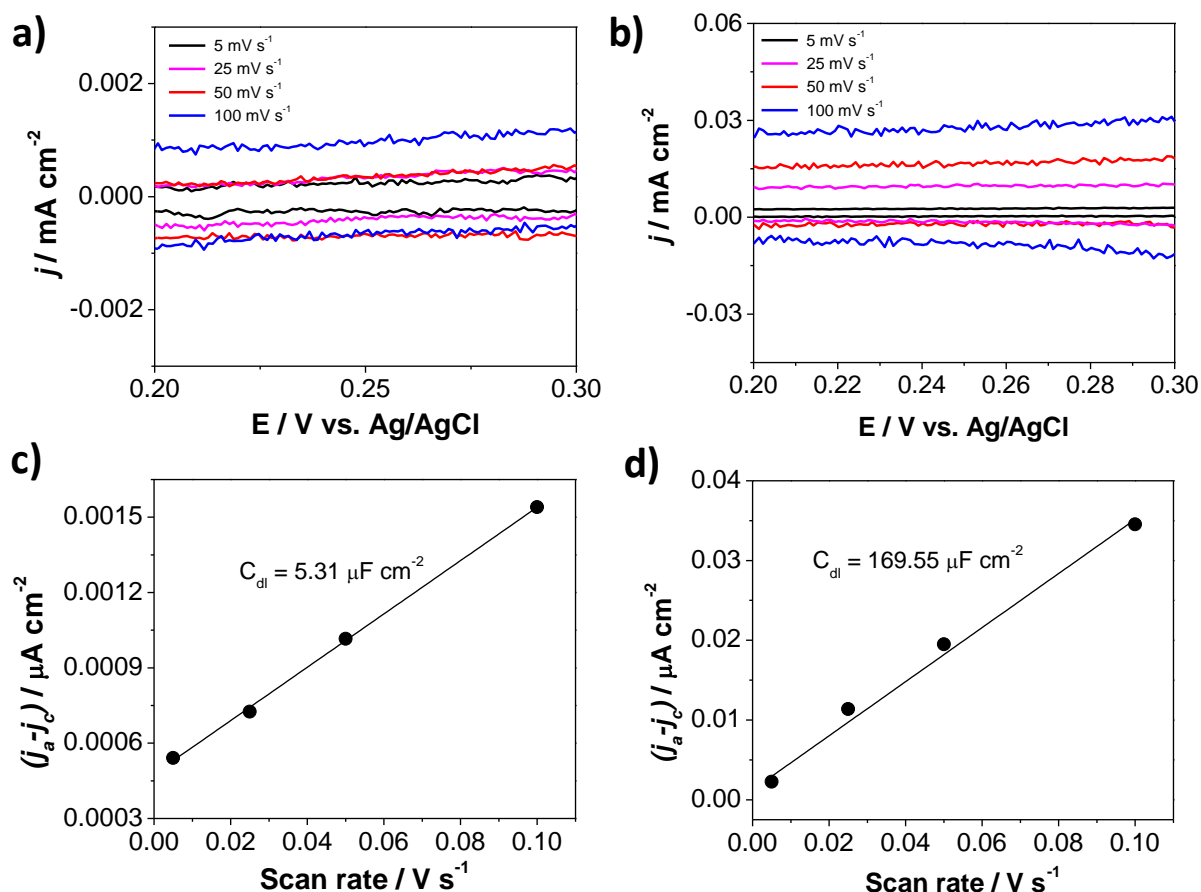 a)
5 mV s⁻¹
25 mV s⁻¹
50 mV s⁻¹
100 mV s⁻¹
0.002
0.000
-0.002
j / mA cm⁻²
0.20
0.25
0.30
E / V vs. Ag/AgCl
b)
5 mV s⁻¹
25 mV s⁻¹
50 mV s⁻¹
100 mV s⁻¹
0.06
0.03
0.00
-0.03
j / mA cm⁻²
0.20 0.22 0.24 0.26 0.28 0.30
E / V vs. Ag/AgCl
c)
0.0015
0.0012
0.0009
0.0006
0.0003
(jₐ-j_c) / μA cm⁻²
C_dl = 5.31 μF cm⁻²
0.00 0.02 0.04 0.06 0.08 0.10
Scan rate / V s⁻¹
d)
0.04
0.03
0.02
0.01
0.00
(jₐ-j_c) / μA cm⁻²
C_dl = 169.55 μF cm⁻²
0.00 0.02 0.04 0.06 0.08 0.10
Scan rate / V s⁻¹